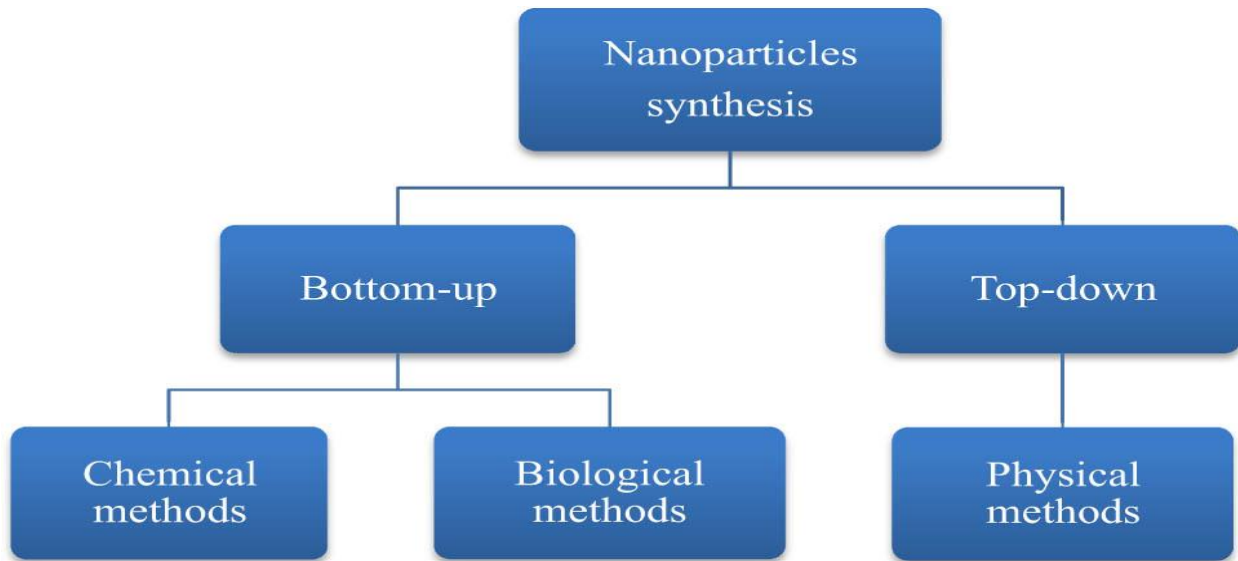 Nanoparticles
synthesis
Bottom-up
Top-down
Chemical
methods
Biological
methods
Physical
methods